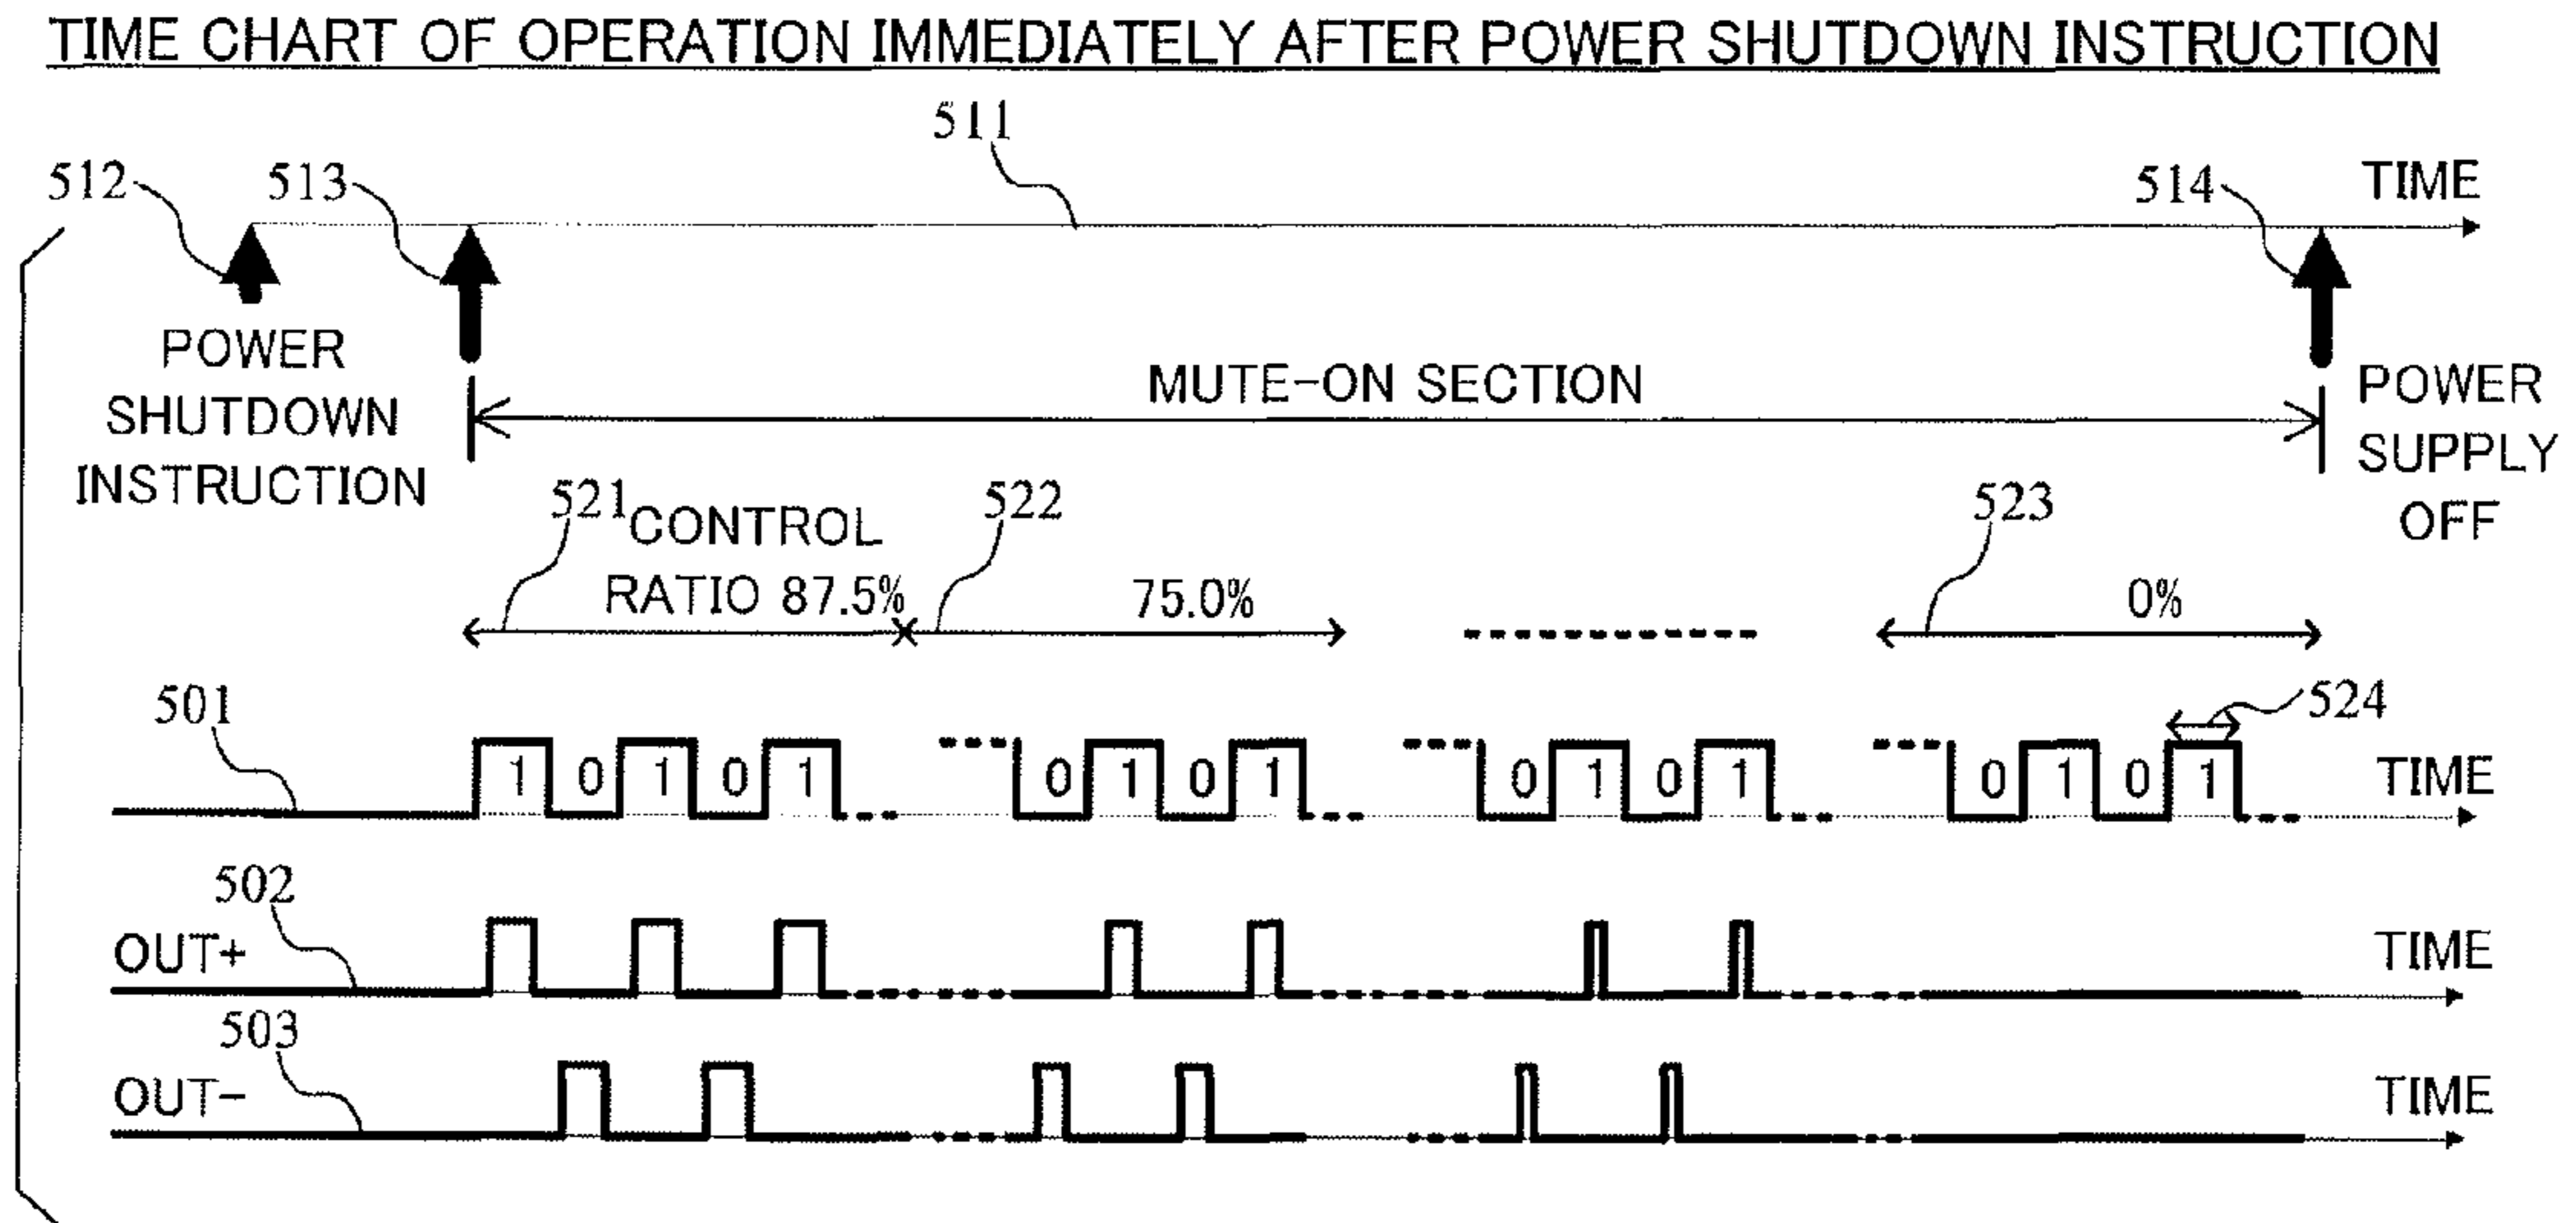 TIME CHART OF OPERATION IMMEDIATELY AFTER POWER SHUTDOWN INSTRUCTION
511
512
513
514
TIME
POWER
SHUTDOWN
INSTRUCTION
MUTE-ON SECTION
POWER
SUPPLY
OFF
521
CONTROL
RATIO 87.5%
522
75.0%
523
0%
501
524
1 0 1 0 1
0 1 0 1
0 1 0 1
0 1 0 1
TIME
502
OUT+
TIME
503
OUT-
TIME